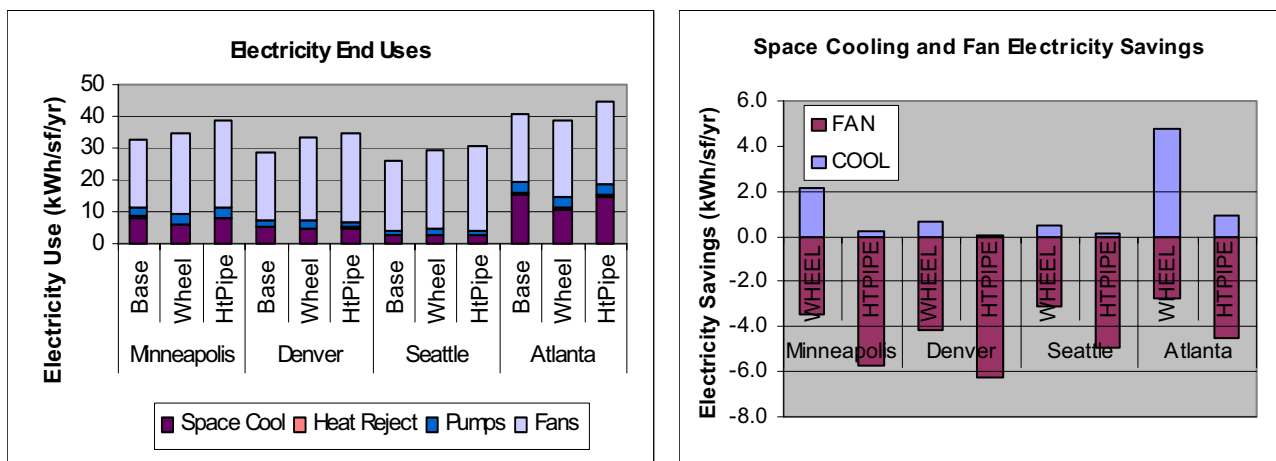 Electricity End Uses
Electricity Use (kWh/sf/yr)
50
40
30
20
10
0
Base
Wheel
HtPipe
Base
Wheel
HtPipe
Base
Wheel
HtPipe
Base
Wheel
HtPipe
Minneapolis
Denver
Seattle
Atlanta
Space Cool Heat Reject Pumps Fans
Space Cooling and Fan Electricity Savings
Electricity Savings (kWh/sf/yr)
6.0
4.0
2.0
0.0
-2.0
-4.0
-6.0
-8.0
FAN
COOL
WHEEL
HTPIPE
WHEEL
HTPIPE
WHEEL
HTPIPE
WHEEL
HTPIPE
Minneapolis
Denver
Seattle
Atlanta